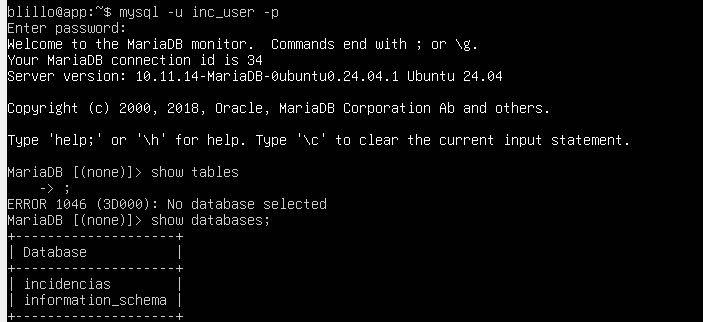 blillo@app:~$ mysql -u inc_user -p
Enter password:
Welcome to the MariaDB monitor.  Commands end with ; or \g.
Your MariaDB connection id is 34
Server version: 10.11.14-MariaDB-0ubuntu0.24.04.1 Ubuntu 24.04

Copyright (c) 2000, 2018, Oracle, MariaDB Corporation Ab and others.

Type 'help;' or '\h' for help. Type '\c' to clear the current input statement.

MariaDB [(none)]> show tables
    -> ;
ERROR 1046 (3D000): No database selected
MariaDB [(none)]> show databases;
+--------------------+
| Database           |
+--------------------+
| incidencias        |
| information_schema |
+--------------------+